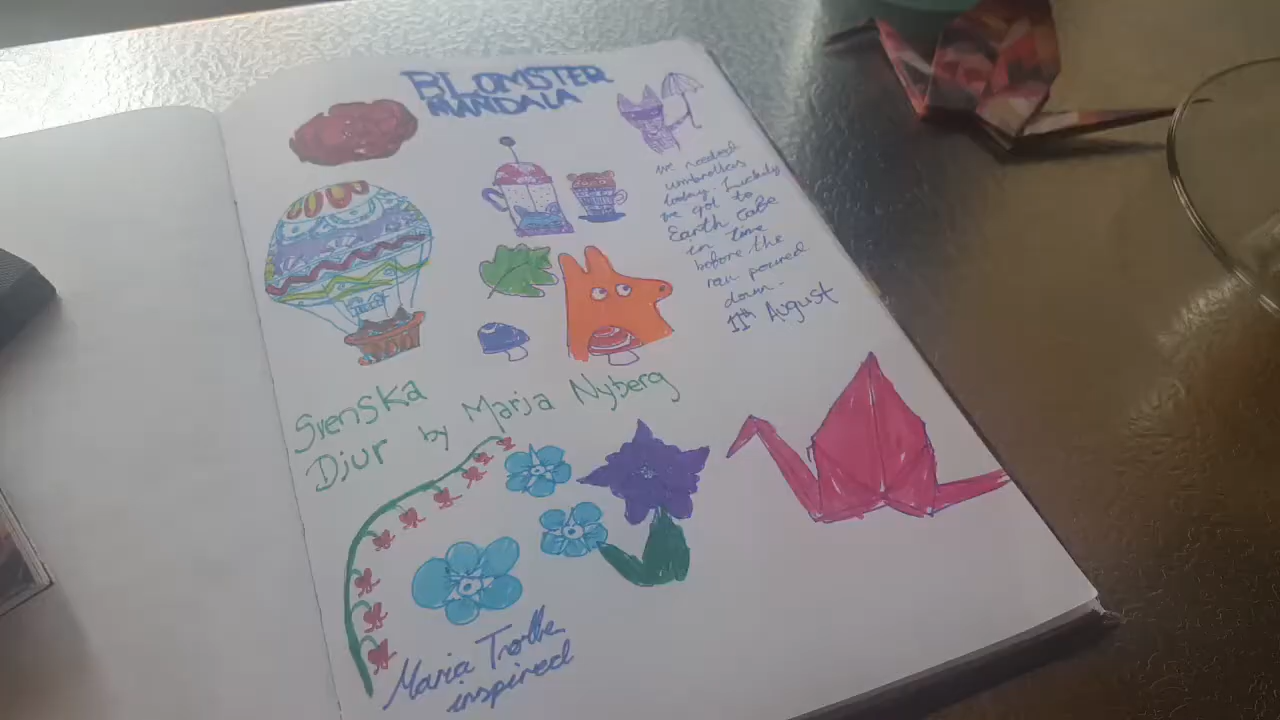 BLOMSTER
MANDALA
we needed
umbrellas
today. Luckily
we got to
Earth Cafe
in time
before the
rain poured
down.
11th August
Svenska
Djur by Marja Nyberg
Maria Trolle
inspired